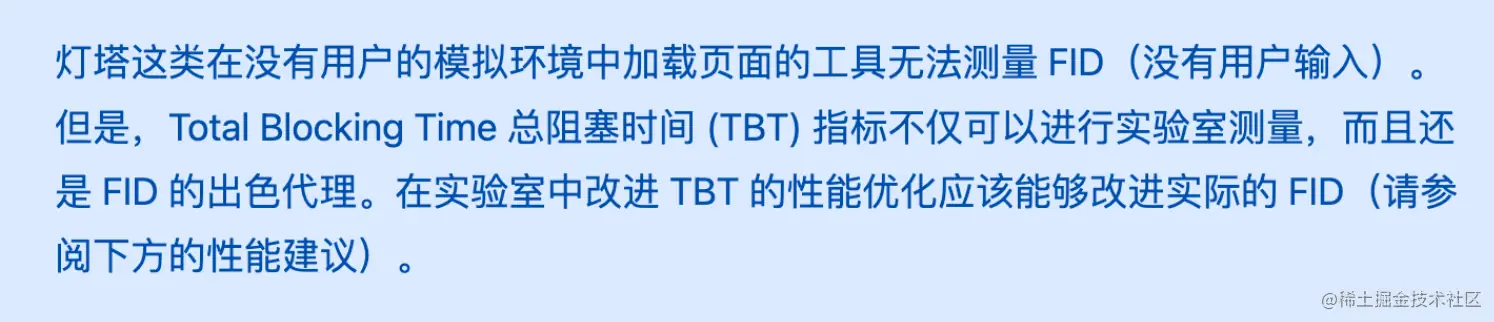 灯塔这类在没有用户的模拟环境中加载页面的工具无法测量 FID（没有用户输入）。
但是，Total Blocking Time 总阻塞时间 (TBT) 指标不仅可以进行实验室测量，而且还
是 FID 的出色代理。在实验室中改进 TBT 的性能优化应该能够改进实际的 FID（请参
阅下方的性能建议）。
@稀土掘金技术社区